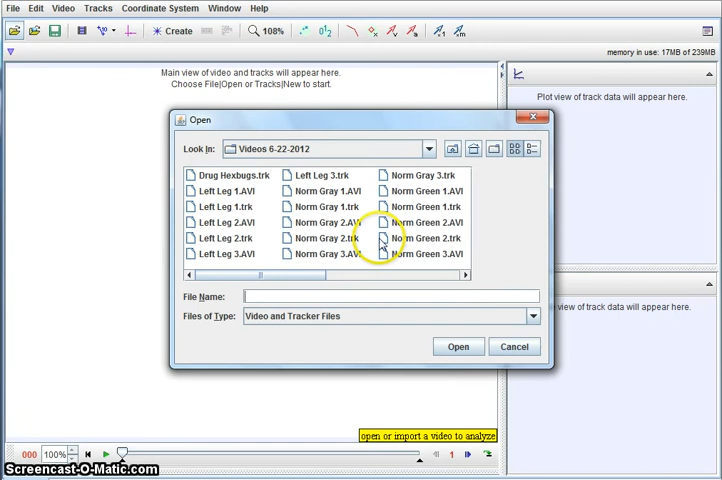 File Edit Video Tracks Coordinate System Window Help
Create 108%
memory in use: 17MB of 239MB
Main view of video and tracks will appear here.
Choose File|Open or Tracks|New to start.
Plot view of track data will appear here.
Open
Look In: Videos 6-22-2012
Drug Hexbugs.trk Left Leg 3.trk Norm Gray 3.trk
Left Leg 1.AVI Norm Gray 1.AVI Norm Green 1.AVI
Left Leg 1.trk Norm Gray 1.trk Norm Green 1.trk
Left Leg 2.AVI Norm Gray 2.AVI Norm Green 2.AVI
Left Leg 2.trk Norm Gray 2.trk Norm Green 2.trk
Left Leg 3.AVI Norm Gray 3.AVI Norm Green 3.AVI
File Name:
view of track data will appear here.
Files of Type: Video and Tracker Files
Open Cancel
open or import a video to analyze
000 100% 1
Screencast-O-Matic.com